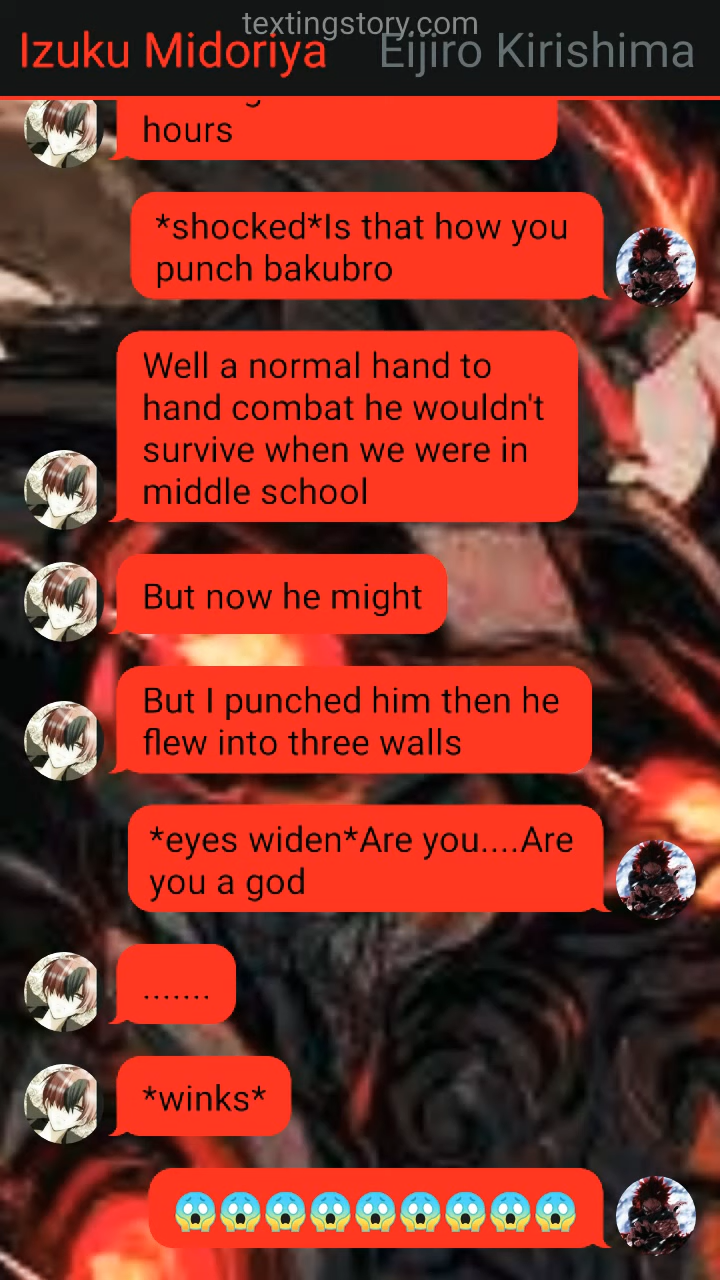 textingstory.com
Izuku Midoriya Eijiro Kirishima
hours
*shocked*Is that how you
punch bakubro
Well a normal hand to
hand combat he wouldn't
survive when we were in
middle school
But now he might
But I punched him then he
flew into three walls
*eyes widen*Are you....Are
you a god
.......
*winks*
😱😱😱😱😱😱😱😱😱